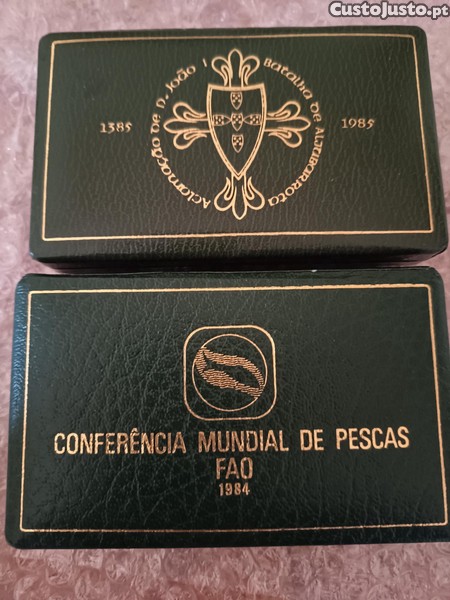 CustoJusto.pt
Aclamação de D. João I
Batalha de Aljubarrota
1385
1985
CONFERÊNCIA MUNDIAL DE PESCAS
FAO
1984